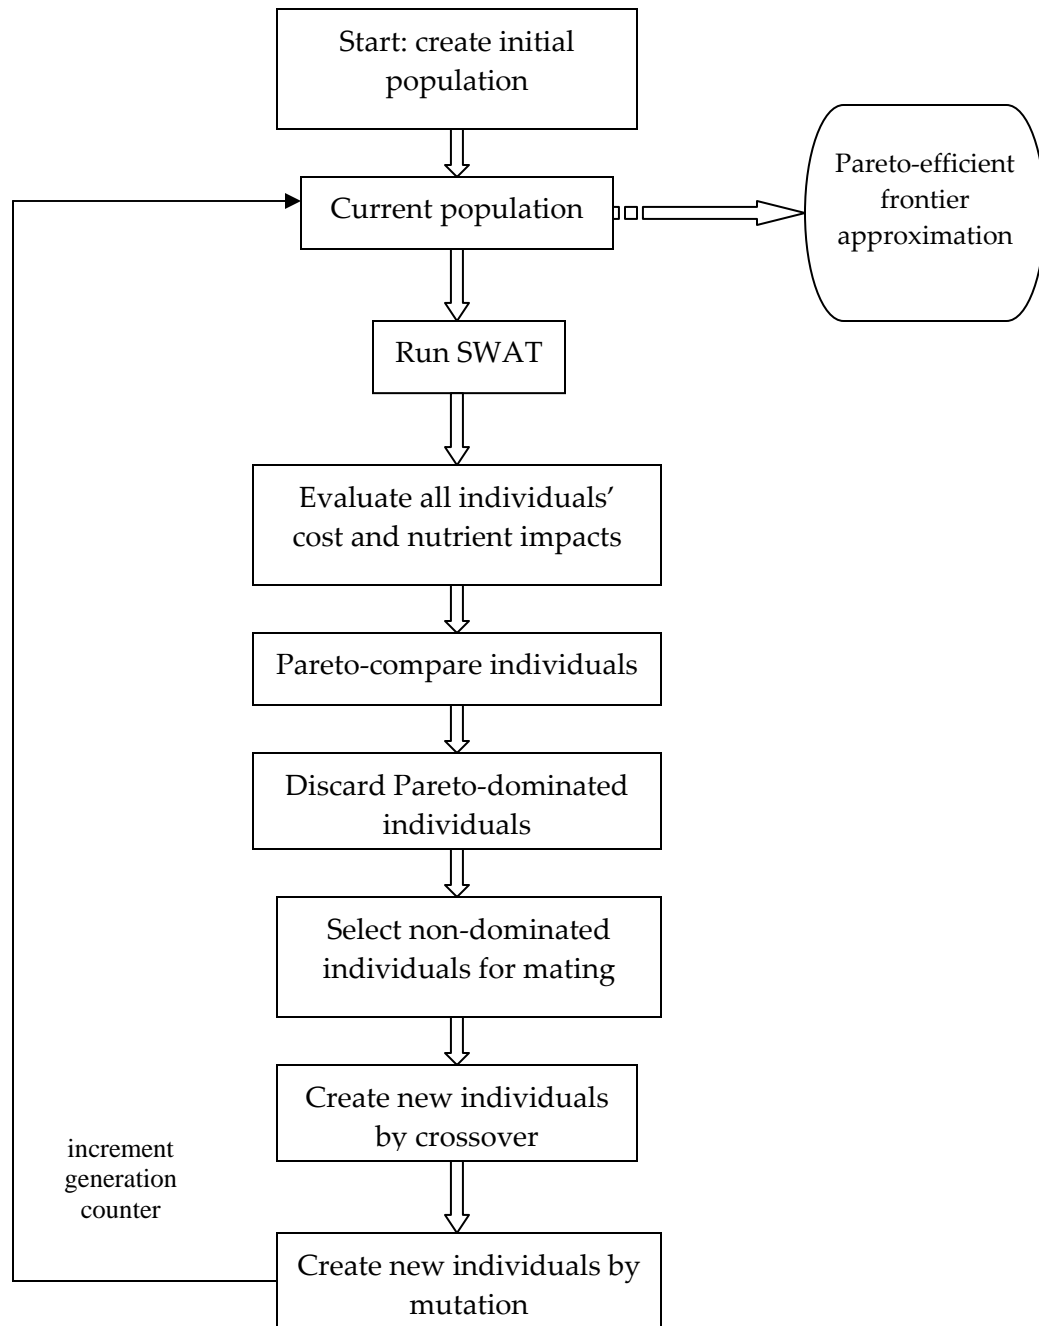 Start: create initial
population
Current population
Pareto-efficient
frontier
approximation
Run SWAT
Evaluate all individuals’
cost and nutrient impacts
Pareto-compare individuals
Discard Pareto-dominated
individuals
Select non-dominated
individuals for mating
Create new individuals
by crossover
increment
generation
counter
Create new individuals by
mutation